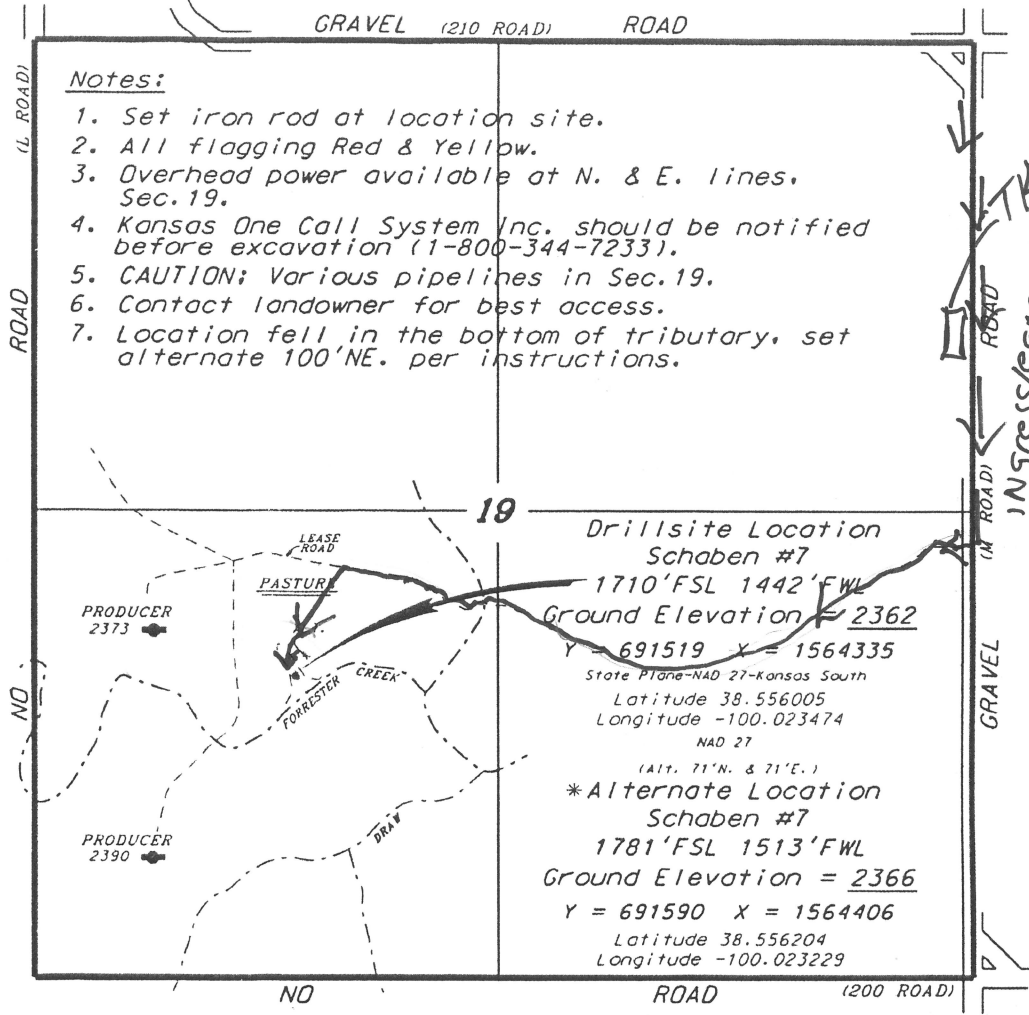 GRAVEL (210 ROAD) ROAD
(L ROAD)
ROAD
NO
Notes:
1. Set iron rod at location site.
2. All flagging Red & Yellow.
3. Overhead power available at N. & E. lines,
Sec.19.
4. Kansas One Call System Inc. should be notified
before excavation (1-800-344-7233).
5. CAUTION: Various pipelines in Sec.19.
6. Contact landowner for best access.
7. Location fell in the bottom of tributary, set
alternate 100'NE. per instructions.
ROAD
(M ROAD)
GRAVEL
19
LEASE
ROAD
PASTURE
PRODUCER
2373
FORRESTER CREEK
PRODUCER
2390
DRAW
Drillsite Location
Schaben #7
1710'FSL 1442'FWL
Ground Elevation = 2362
Y = 691519 X = 1564335
State Plane-NAD 27-Kansas South
Latitude 38.556005
Longitude -100.023474
NAD 27
(Alt. 71'N. & 71'E.)
*Alternate Location
Schaben #7
1781'FSL 1513'FWL
Ground Elevation = 2366
Y = 691590 X = 1564406
Latitude 38.556204
Longitude -100.023229
NO ROAD (200 ROAD)